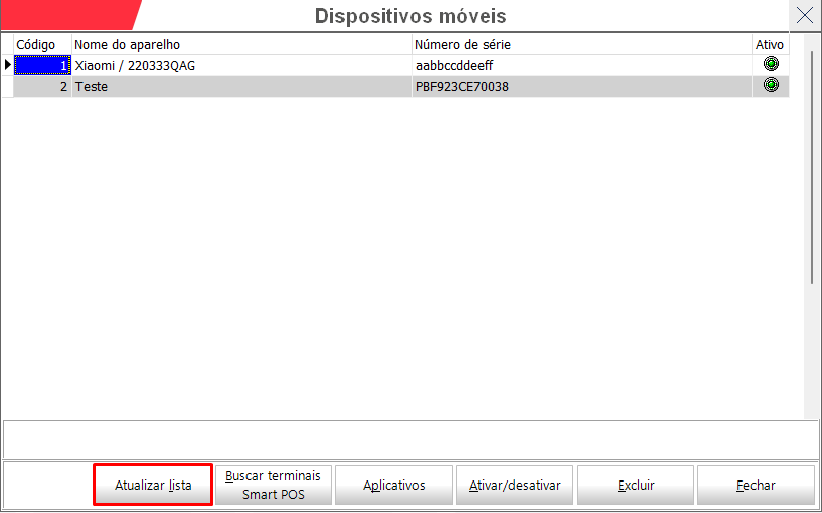 Dispositivos móveis
Código Nome do aparelho Número de série Ativo
1 Xiaomi / 220333QAG aabbccddeeff
2 Teste PBF923CE70038
Atualizar lista
Buscar terminais
Smart POS
Aplicativos
Ativar/desativar
Excluir
Fechar